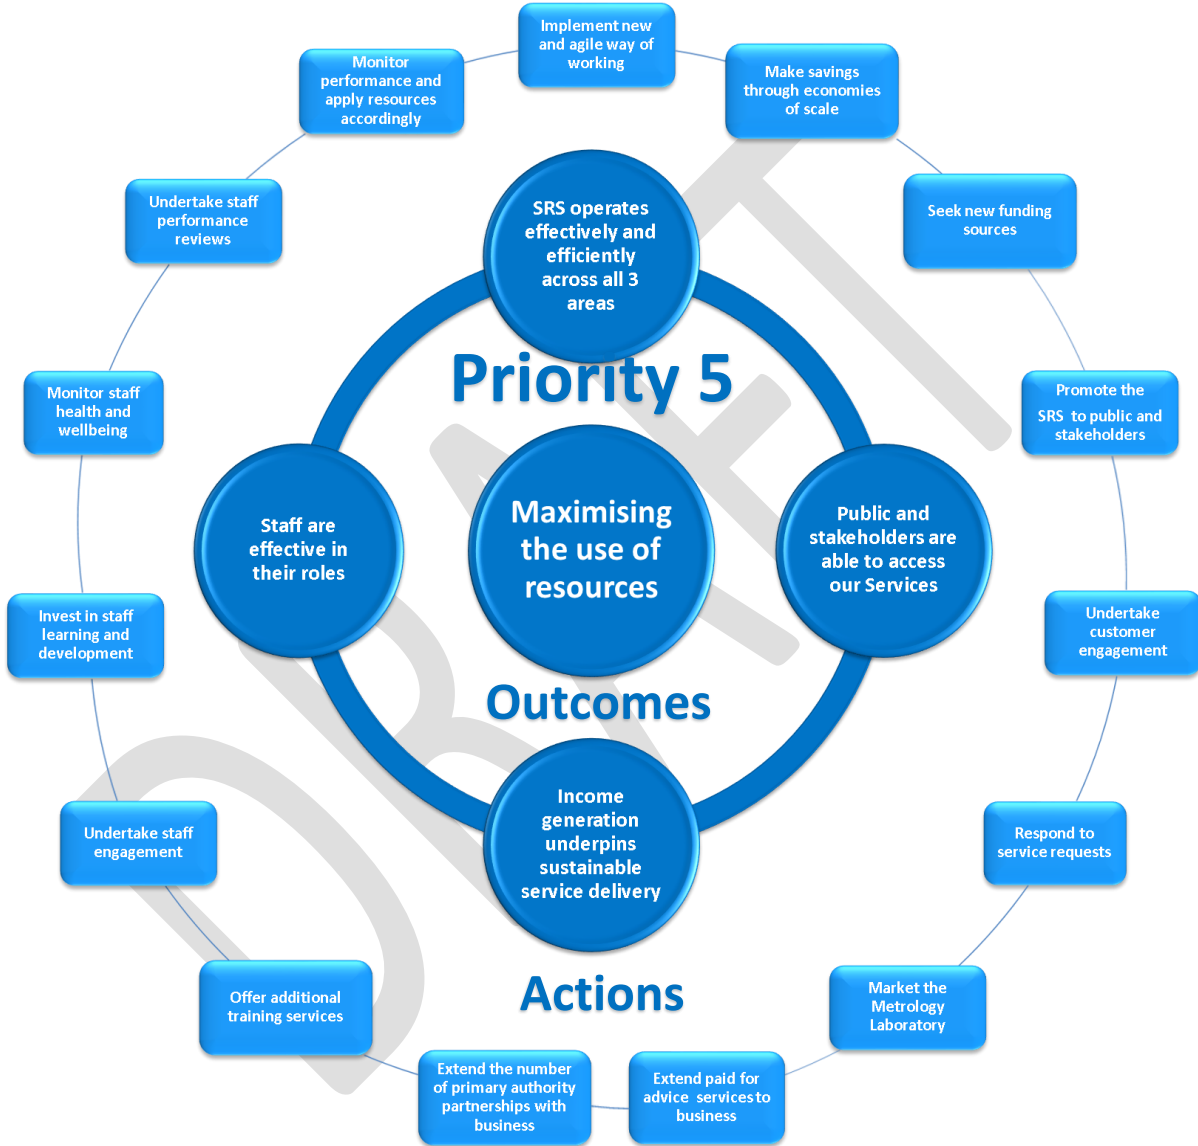 Implement new
and agile way of
working
Make savings
through economies
of scale
Seek new funding
sources
Promote the
SRS to public and
stakeholders
Undertake
customer
engagement
Respond to
service requests
Market the
Metrology
Laboratory
Extend paid for
advice services to
business
Extend the number
of primary authority
partnerships with
business
Offer additional
training services
Undertake staff
engagement
Invest in staff
learning and
development
Monitor staff
health and
wellbeing
Undertake staff
performance
reviews
Monitor
performance and
apply resources
accordingly
SRS operates
effectively and
efficiently
across all 3
areas
Priority 5
Maximising
the use of
resources
Staff are
effective in
their roles
Public and
stakeholders are
able to access
our Services
Outcomes
Income
generation
underpins
sustainable
service delivery
Actions
DRAFT